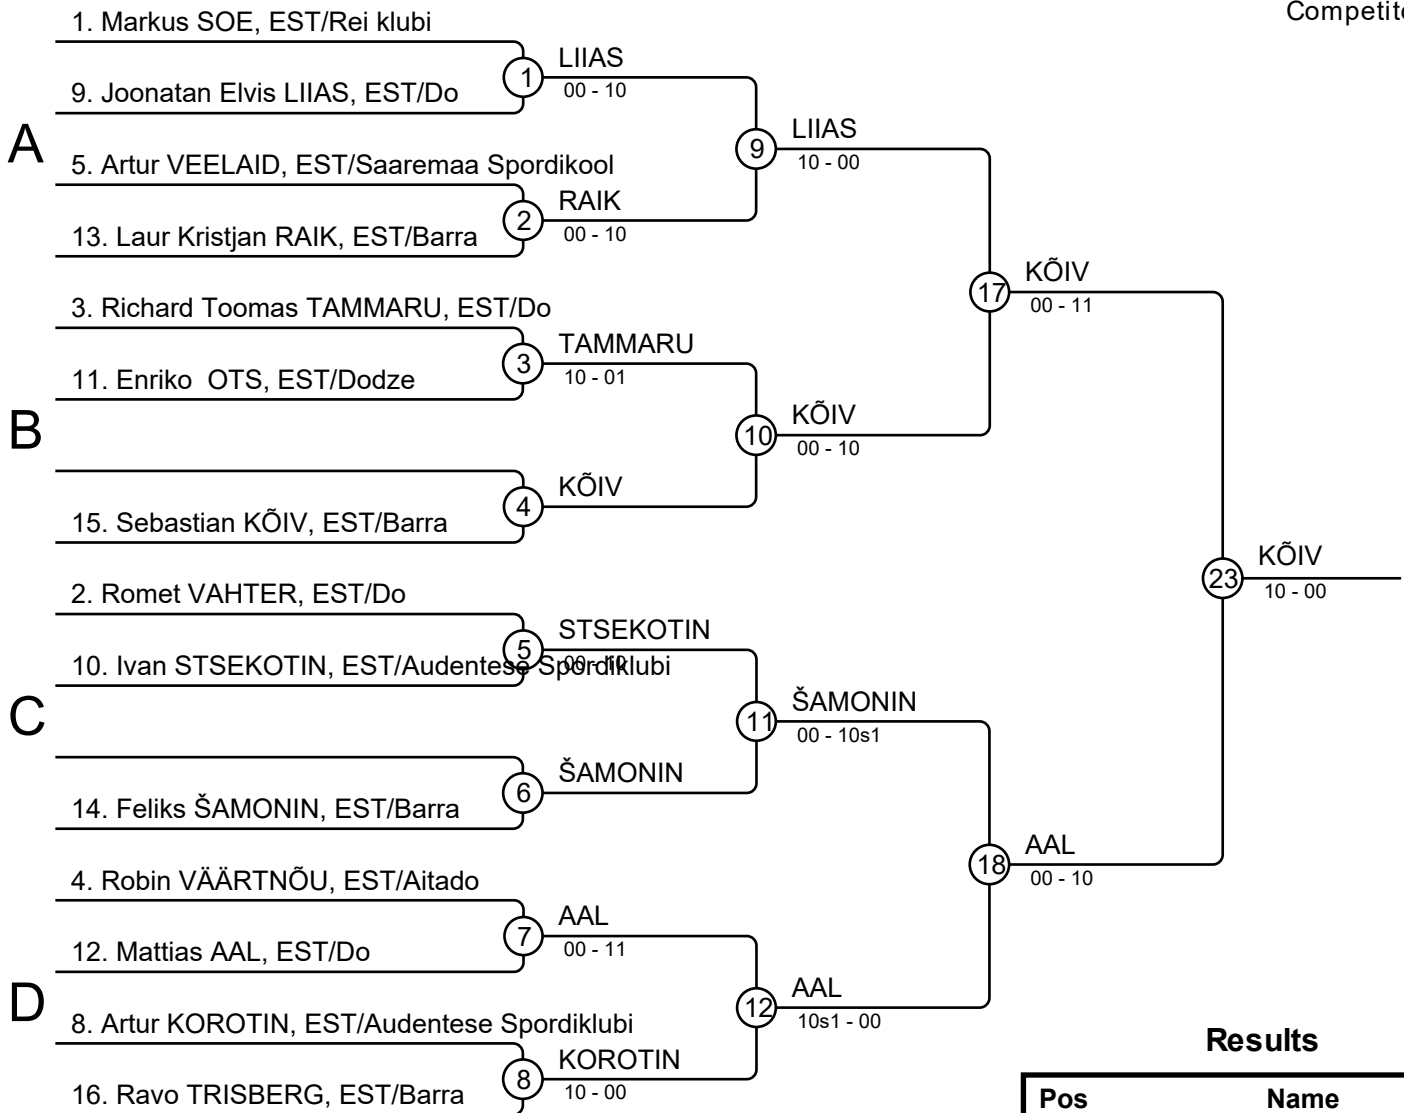 Competit
1. Markus SOE, EST/Rei klubi
1
LIIAS
00 - 10
9. Joonatan Elvis LIIAS, EST/Do
A
9
LIIAS
10 - 00
5. Artur VEELAID, EST/Saaremaa Spordikool
2
RAIK
00 - 10
13. Laur Kristjan RAIK, EST/Barra
17
KÕIV
00 - 11
3. Richard Toomas TAMMARU, EST/Do
3
TAMMARU
10 - 01
11. Enriko OTS, EST/Dodze
B
10
KÕIV
00 - 10
4
KÕIV
15. Sebastian KÕIV, EST/Barra
23
KÕIV
10 - 00
2. Romet VAHTER, EST/Do
5
STSEKOTIN
10. Ivan STSEKOTIN, EST/Audentese Spordiklubi
C
11
ŠAMONIN
00 - 10s1
6
ŠAMONIN
14. Feliks ŠAMONIN, EST/Barra
18
AAL
00 - 10
4. Robin VÄÄRTNÕU, EST/Aitado
7
AAL
00 - 11
12. Mattias AAL, EST/Do
D
12
AAL
10s1 - 00
8. Artur KOROTIN, EST/Audentese Spordiklubi
8
KOROTIN
10 - 00
16. Ravo TRISBERG, EST/Barra
Results
Pos Name